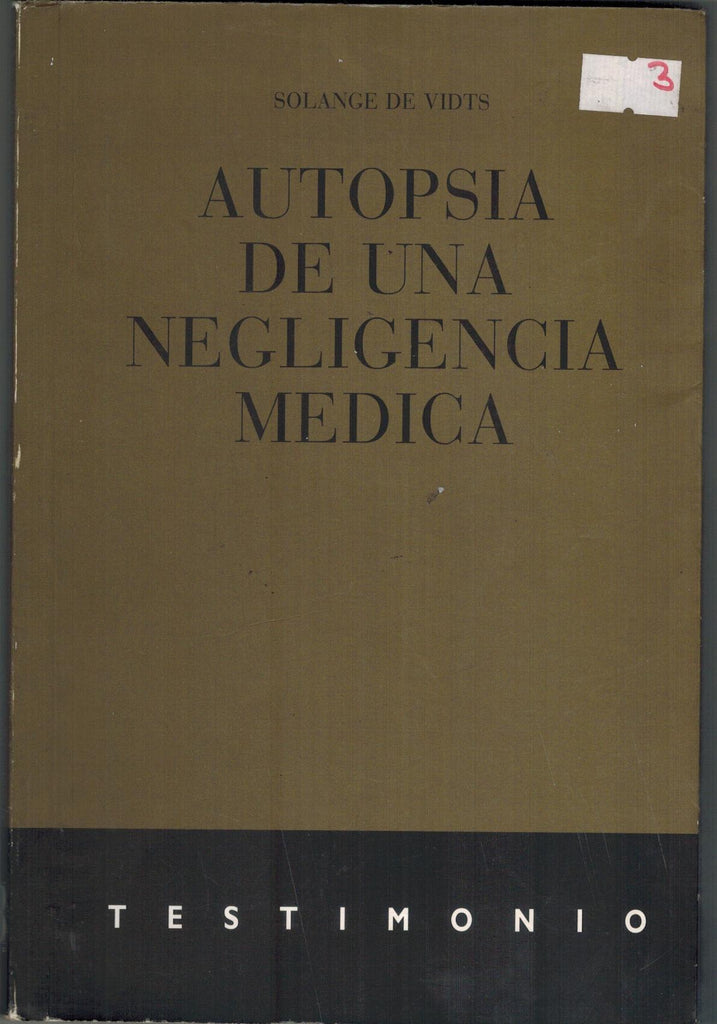 3
SOLANGE DE VIDTS
AUTOPSIA
DE UNA
NEGLIGENCIA
MEDICA
TESTIMONIO